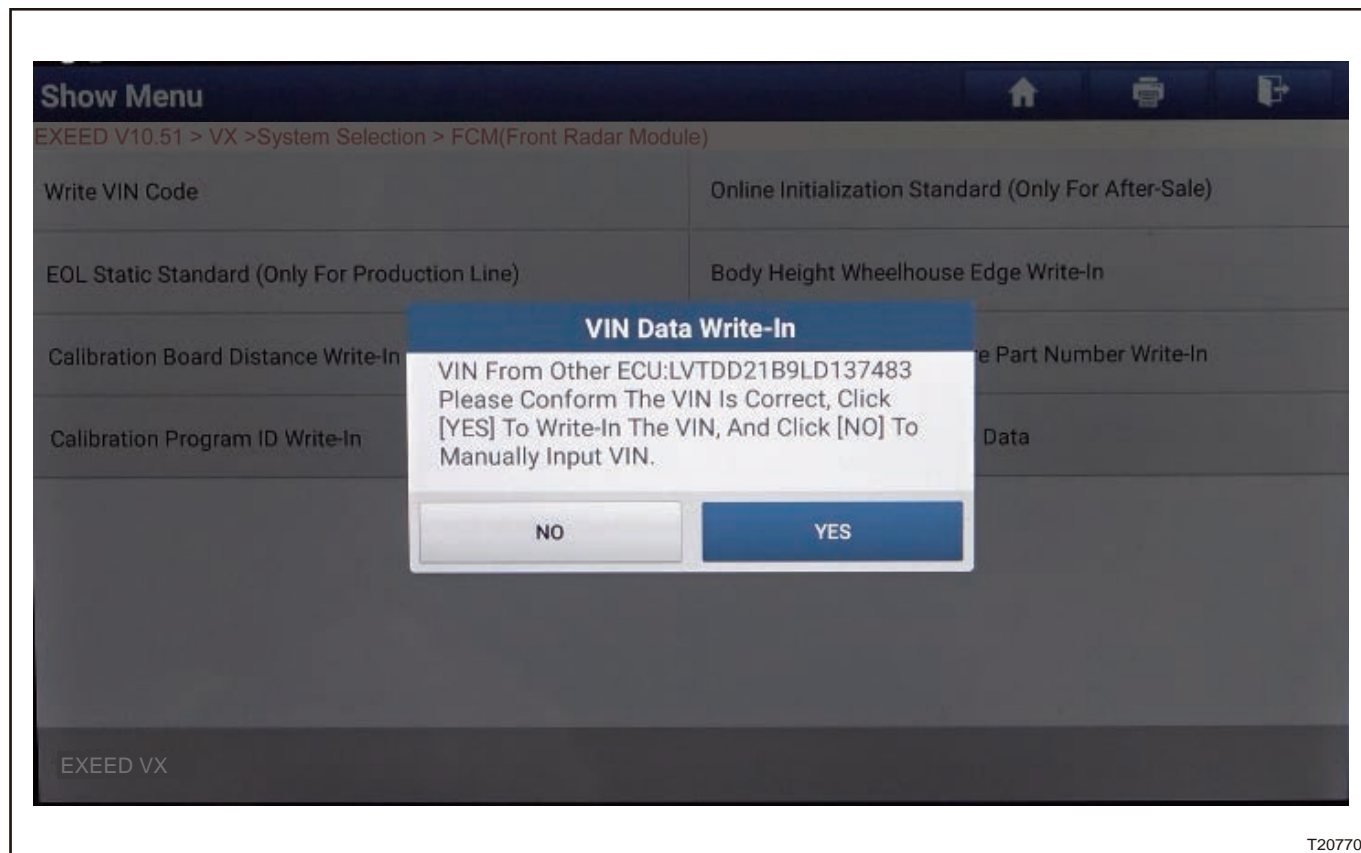 Show Menu
EXEED V10.51 > VX >System Selection > FCM(Front Radar Module)
Write VIN Code
Online Initialization Standard (Only For After-Sale)
EOL Static Standard (Only For Production Line)
Body Height Wheelhouse Edge Write-In
Calibration Board Distance Write-In
Part Number Write-In
Calibration Program ID Write-In
Data
VIN Data Write-In
VIN From Other ECU:LVTDD21B9LD137483
Please Conform The VIN Is Correct, Click
[YES] To Write-In The VIN, And Click [NO] To
Manually Input VIN.
NO
YES
EXEED VX
T20770